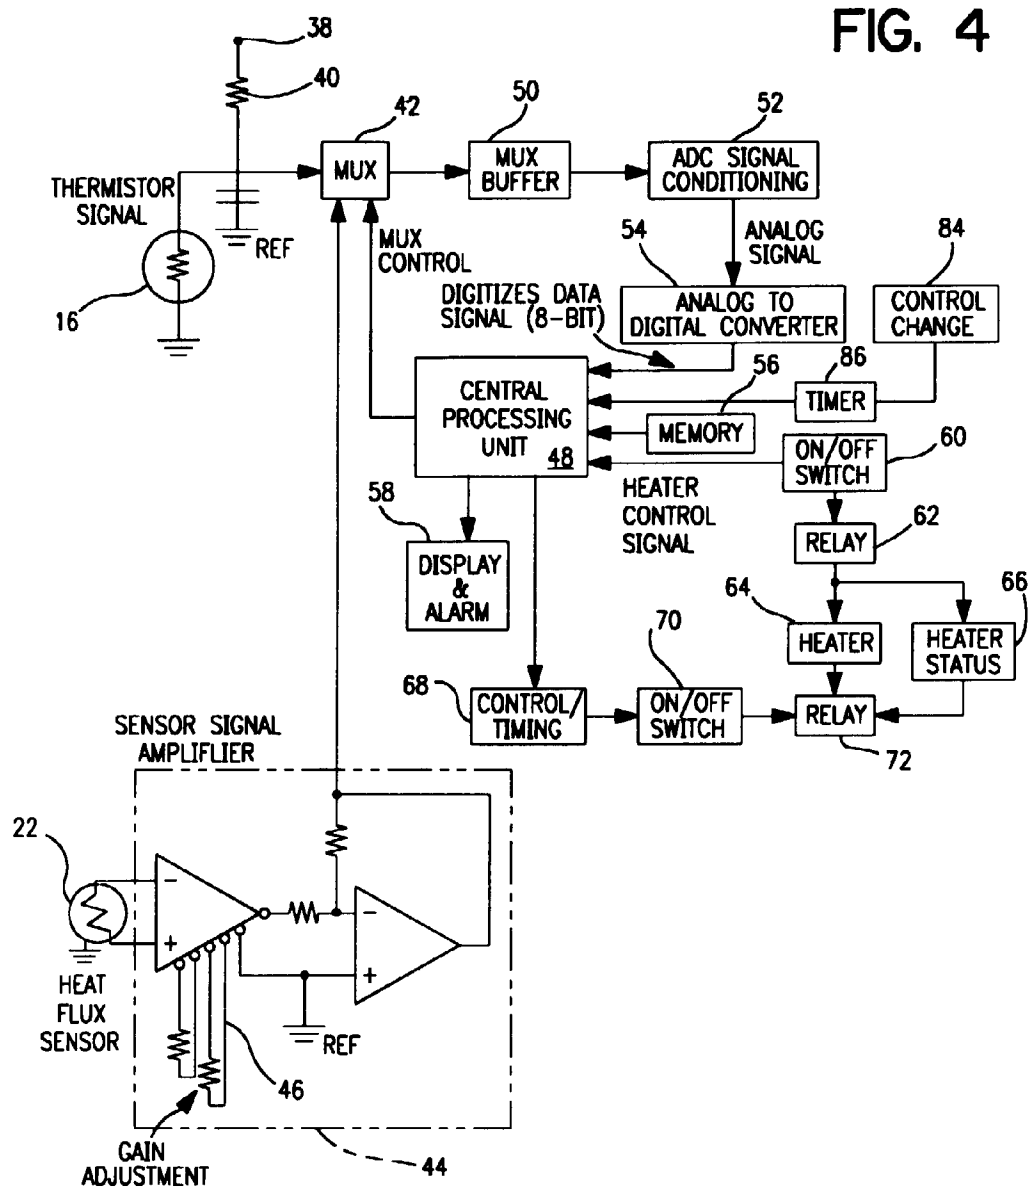 FIG. 4
38
40
42
50
52
MUX
MUX
BUFFER
ADC SIGNAL
CONDITIONING
THERMISTOR
SIGNAL
REF
16
MUX
CONTROL
54
ANALOG
SIGNAL
84
DIGITIZES DATA
SIGNAL (8-BIT)
ANALOG TO
DIGITAL CONVERTER
CONTROL
CHANGE
86
56
TIMER
CENTRAL
PROCESSING
UNIT
48
MEMORY
ON/OFF
SWITCH
60
HEATER
CONTROL
SIGNAL
58
62
RELAY
DISPLAY
&
ALARM
64
66
HEATER
HEATER
STATUS
70
68
CONTROL/
TIMING
ON/OFF
SWITCH
RELAY
72
SENSOR SIGNAL
AMPLIFLIER
22
−
+
−
+
HEAT
FLUX
SENSOR
REF
46
GAIN
ADJUSTMENT
44